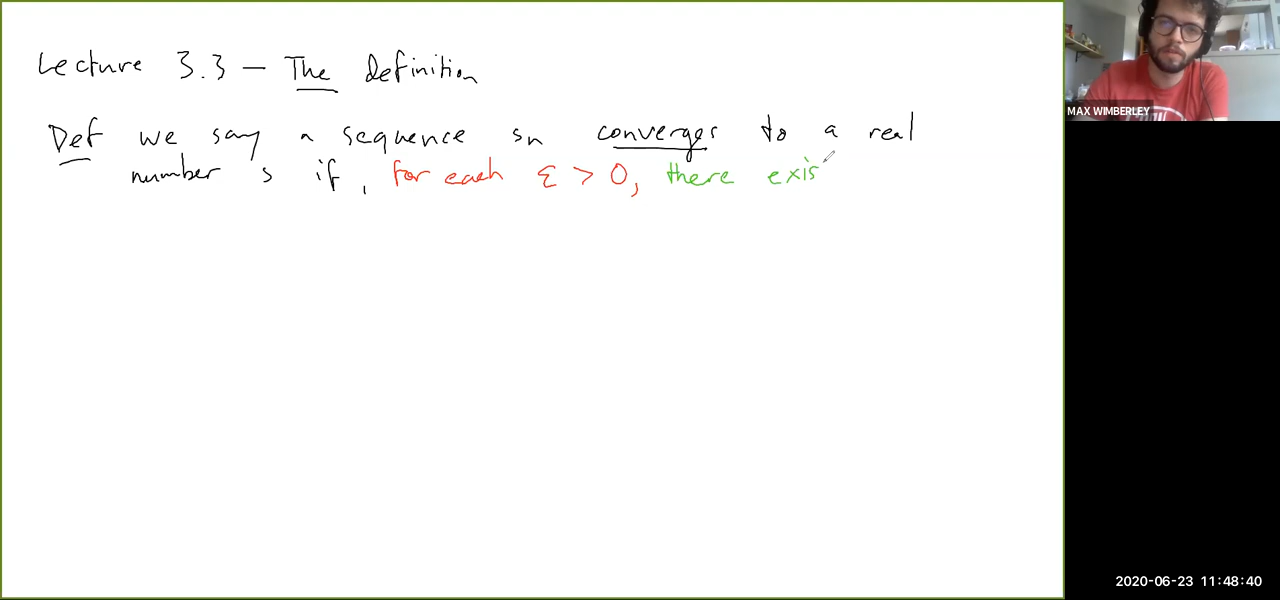 Lecture 3.3 — The Definition
Def we say a sequence sn converges to a real
number s if, for each ε > 0, there exis
MAX WIMBERLEY
2020-06-23 11:48:40